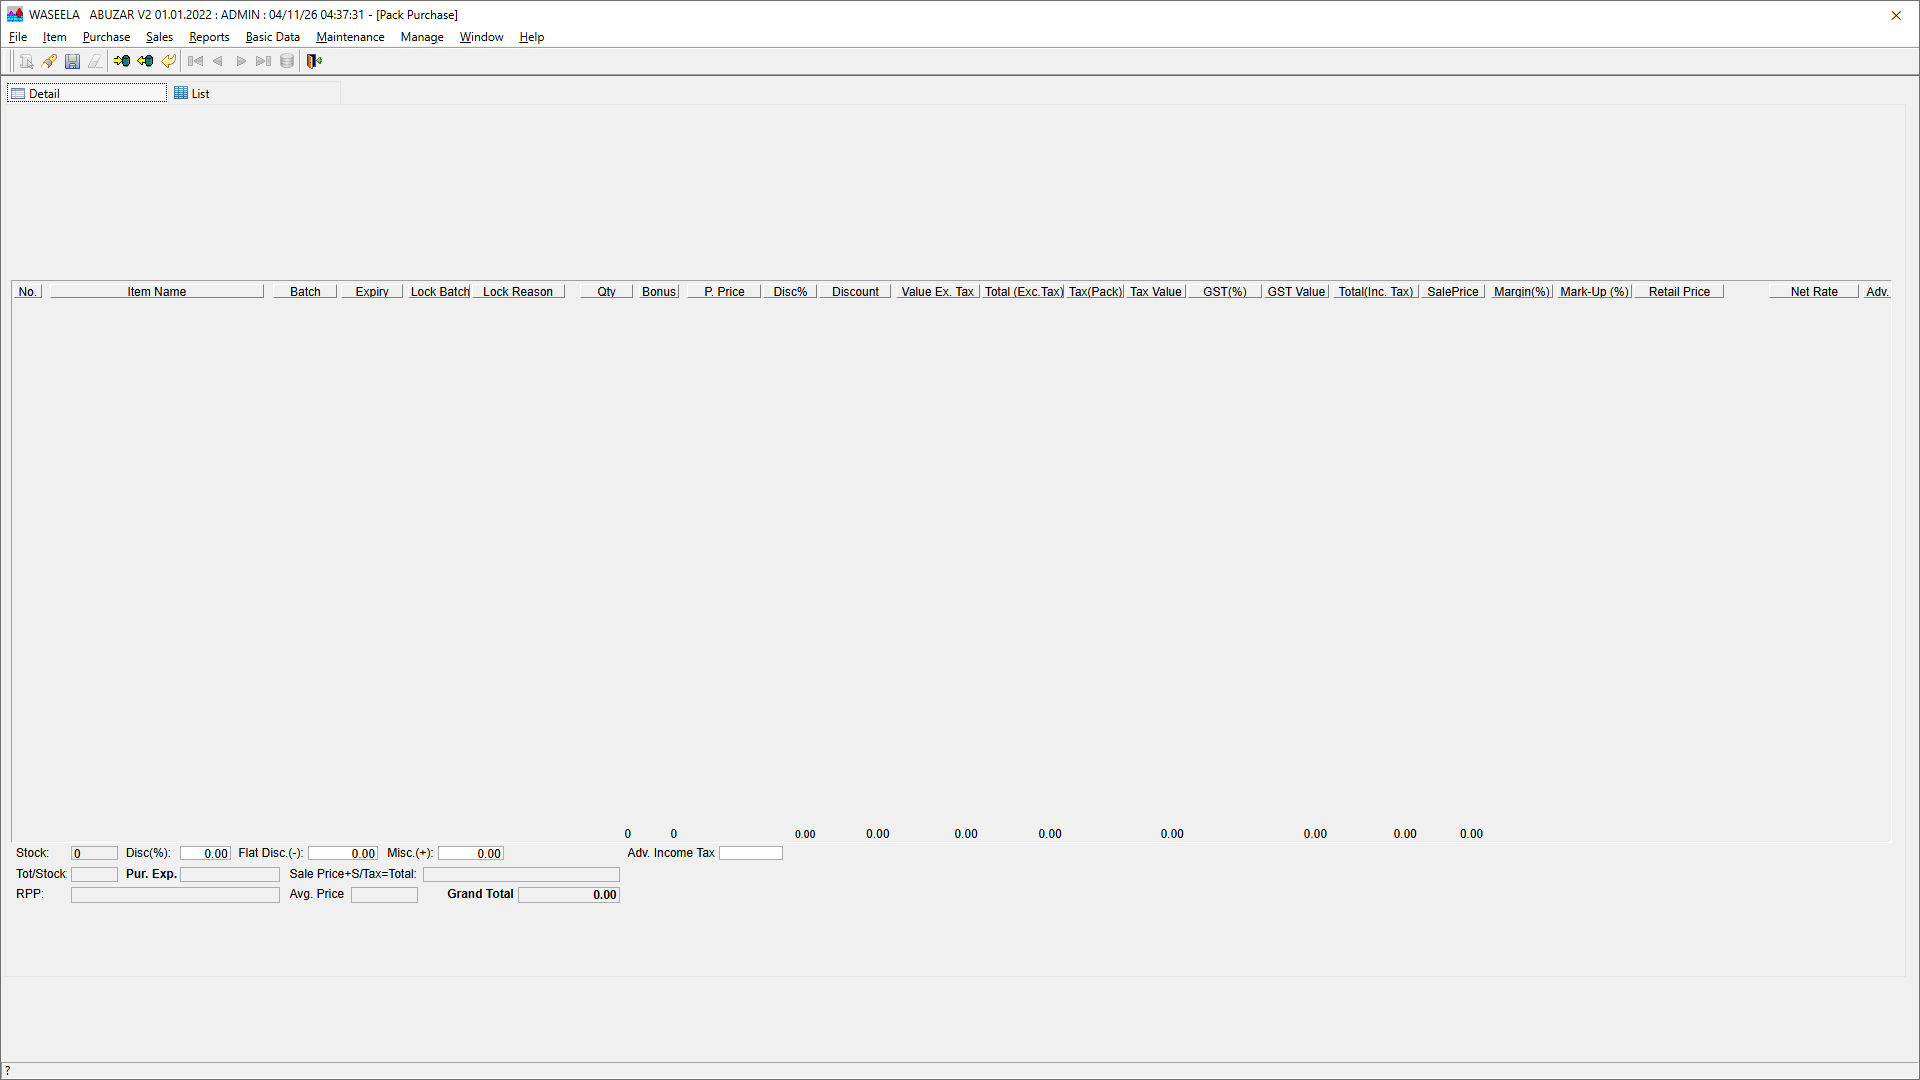 WASEELA   ABUZAR V2 01.01.2022 : ADMIN : 04/11/26 04:37:31 - [Pack Purchase]
File Item Purchase Sales Reports Basic Data Maintenance Manage Window Help
Detail List
No. Item Name Batch Expiry Lock Batch Lock Reason Qty Bonus P. Price Disc% Discount Value Ex. Tax Total (Exc.Tax) Tax(Pack) Tax Value GST(%) GST Value Total(Inc. Tax) SalePrice Margin(%) Mark-Up (%) Retail Price Net Rate Adv.
0 0 0.00 0.00 0.00 0.00 0.00 0.00 0.00 0.00
Stock: 0 Disc(%): 0.00 Flat Disc.(-): 0.00 Misc.(+): 0.00 Adv. Income Tax
Tot/Stock: Pur. Exp. Sale Price+S/Tax=Total:
RPP: Avg. Price Grand Total 0.00
?